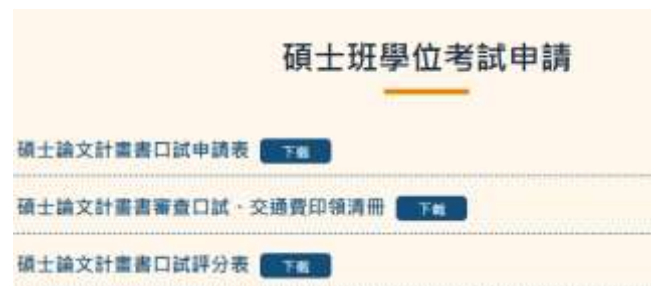 碩士班學位考試申請
碩士論文計畫書口試申請表 下載
碩士論文計畫書審查口試、交通費印領清冊 下載
碩士論文計畫書口試評分表 下載